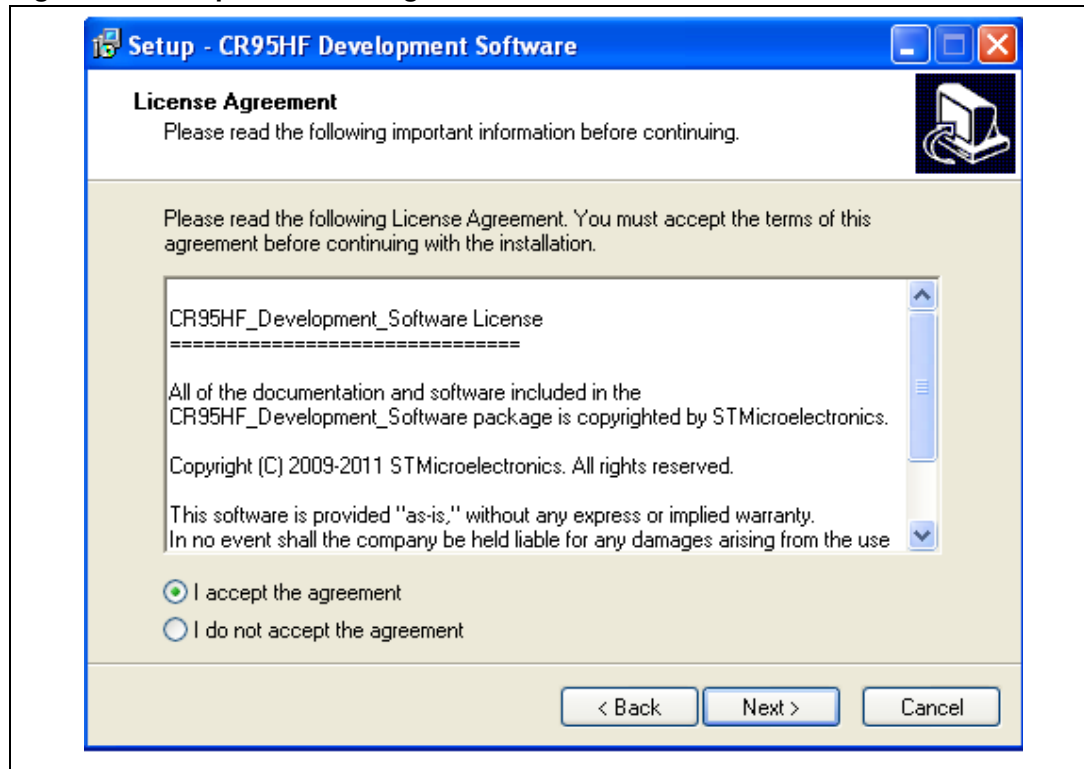 Setup - CR95HF Development Software
License Agreement
Please read the following important information before continuing.
Please read the following License Agreement. You must accept the terms of this
agreement before continuing with the installation.
CR95HF_Development_Software License
===============================
All of the documentation and software included in the
CR95HF_Development_Software package is copyrighted by STMicroelectronics.
Copyright (C) 2009-2011 STMicroelectronics. All rights reserved.
This software is provided "as-is," without any express or implied warranty.
In no event shall the company be held liable for any damages arising from the use
I accept the agreement
I do not accept the agreement
< Back Next > Cancel